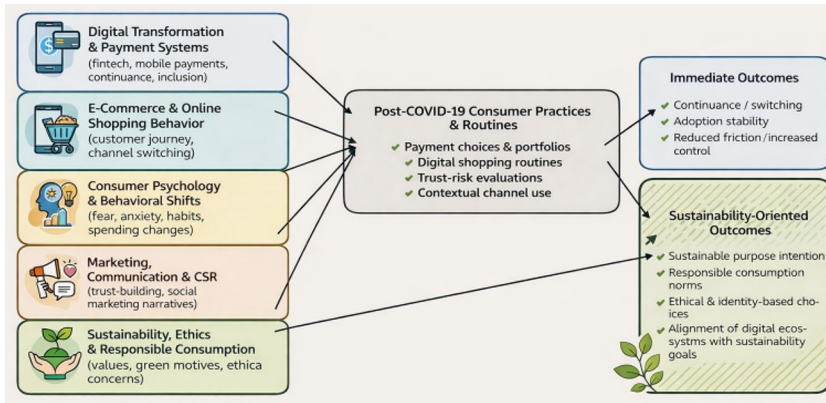 Digital Transformation
& Payment Systems
(fintech, mobile payments,
continuance, inclusion)
E-Commerce & Online
Shopping Behavior
(customer journey,
channel switching)
Consumer Psychology
& Behavioral Shifts
(fear, anxiety, habits,
spending changes)
Marketing,
Communication & CSR
(trust-building, social
marketing narratives)
Sustainability, Ethics
& Responsible Consumption
(values, green motives, ethica
concerns)
Post-COVID-19 Consumer Practices
& Routines
Payment choices & portfolios
Digital shopping routines
Trust-risk evaluations
Contextual channel use
Immediate Outcomes
Continuance / switching
Adoption stability
Reduced friction/increased
control
Sustainability-Oriented
Outcomes
Sustainable purpose intention
Responsible consumption
norms
Ethical & identity-based cho-
ices
Alignment of digital ecos-
systms with sustainability
goals